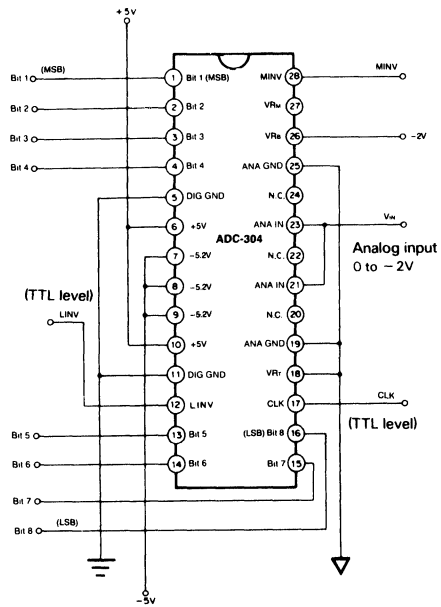 +5V
Bit 1 (MSB) 1 Bit 1 (MSB) MINV 28 MINV
Bit 2 2 Bit 2 VRM 27
Bit 3 3 Bit 3 VRB 26 -2V
Bit 4 4 Bit 4 ANA GND 25
5 DIG GND N.C. 24
6 +5V ADC-304 ANA IN 23 VIN
Analog input
0 to -2V
7 -5.2V N.C. 22
8 -5.2V ANA IN 21
(TTL level)
LINV
9 -5.2V N.C. 20
10 +5V ANA GND 19
11 DIG GND VRT 18
12 LINV CLK 17 CLK
(TTL level)
Bit 5 13 Bit 5 (LSB) Bit 8 16
Bit 6 14 Bit 6 Bit 7 15
Bit 7
Bit 8 (LSB)
-5V